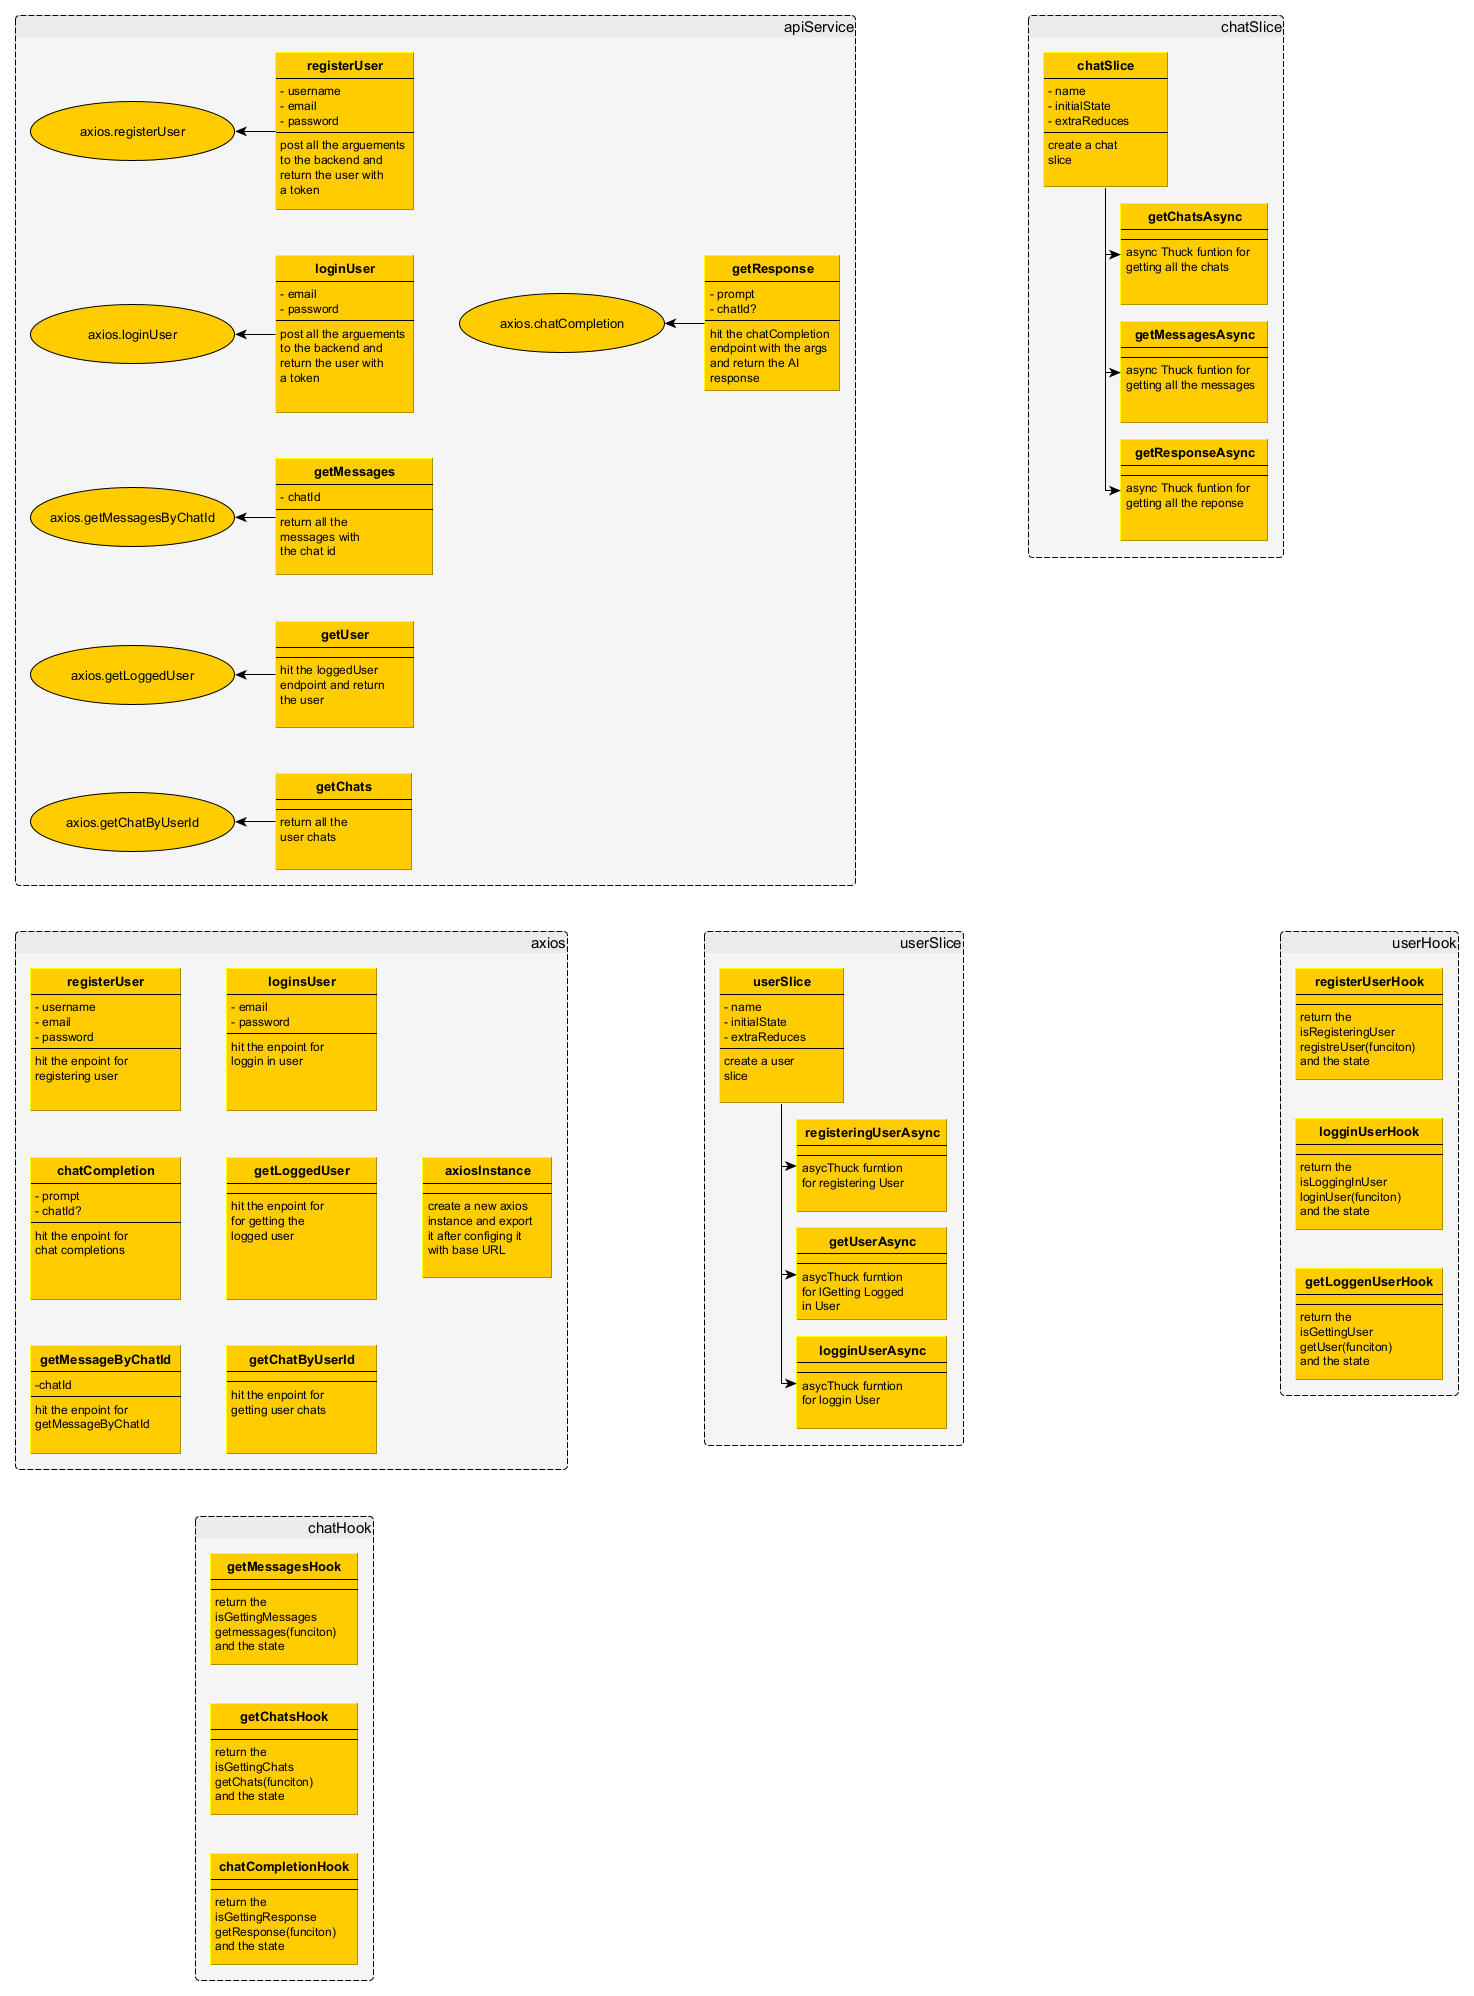 apiService
registerUser
- username
- email
- password
post all the arguements
to the backend and
return the user with
a token
axios.registerUser
loginUser
- email
- password
post all the arguements
to the backend and
return the user with
a token
axios.loginUser
getResponse
- prompt
- chatId?
hit the chatCompletion
endpoint with the args
and return the AI
response
axios.chatCompletion
getMessages
- chatId
return all the
messages with
the chat id
axios.getMessagesByChatId
getUser
hit the loggedUser
endpoint and return
the user
axios.getLoggedUser
getChats
return all the
user chats
axios.getChatByUserId
chatSlice
chatSlice
- name
- initialState
- extraReduces
create a chat
slice
getChatsAsync
async Thuck funtion for
getting all the chats
getMessagesAsync
async Thuck funtion for
getting all the messages
getResponseAsync
async Thuck funtion for
getting all the reponse
axios
registerUser
- username
- email
- password
hit the enpoint for
registering user
loginsUser
- email
- password
hit the enpoint for
loggin in user
chatCompletion
- prompt
- chatId?
hit the enpoint for
chat completions
getLoggedUser
hit the enpoint for
for getting the
logged user
axiosInstance
create a new axios
instance and export
it after configing it
with base URL
getMessageByChatId
-chatId
hit the enpoint for
getMessageByChatId
getChatByUserId
hit the enpoint for
getting user chats
userSlice
userSlice
- name
- initialState
- extraReduces
create a user
slice
registeringUserAsync
asycThuck furntion
for registering User
getUserAsync
asycThuck furntion
for lGetting Logged
in User
logginUserAsync
asycThuck furntion
for loggin User
userHook
registerUserHook
return the
isRegisteringUser
registreUser(funciton)
and the state
logginUserHook
return the
isLoggingInUser
loginUser(funciton)
and the state
getLoggenUserHook
return the
isGettingUser
getUser(funciton)
and the state
chatHook
getMessagesHook
return the
isGettingMessages
getmessages(funciton)
and the state
getChatsHook
return the
isGettingChats
getChats(funciton)
and the state
chatCompletionHook
return the
isGettingResponse
getResponse(funciton)
and the state